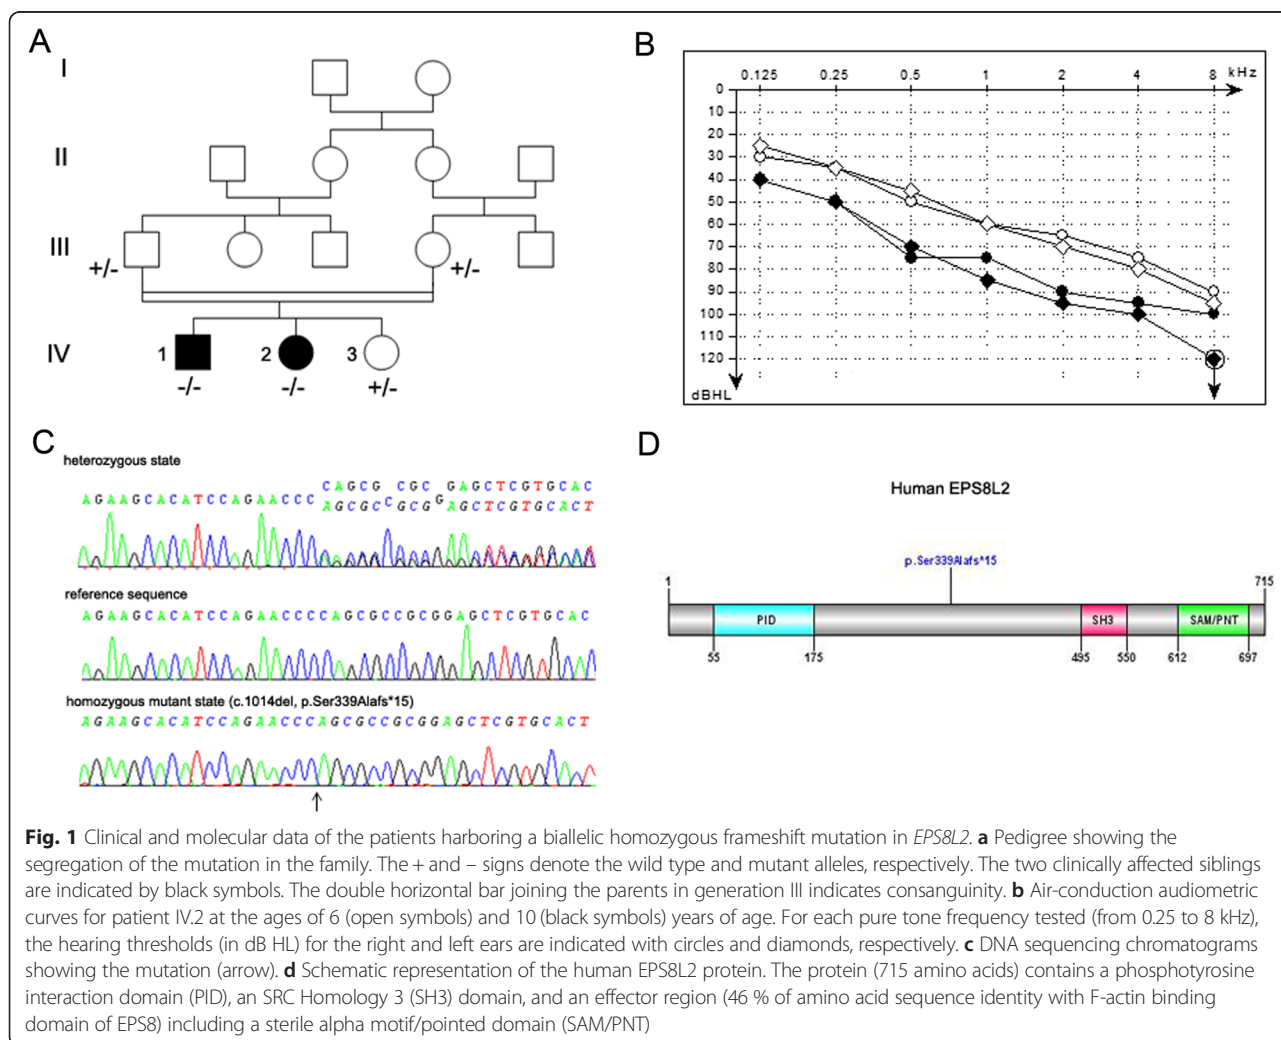 A
I
II
III
+/-
+/-
IV
1
2
3
-/-
-/-
+/-
B
0.125 0.25 0.5 1 2 4 8 kHz
0
10
20
30
40
50
60
70
80
90
100
110
120
dBHL
C
heterozygous state
CAGCG CGC GAGCTCGTGCAC
AGAAGCACATCCAGAACCC
AGCGCCGCGGAGCTCGTGCACT
reference sequence
AGAAGCACATCCAGAACCCCAGCGCCGCGGAGCTCGTGCAC
homozygous mutant state (c.1014del, p.Ser339Alafs*15)
AGAAGCACATCCAGAACCCAGCGCCGCGGAGCTCGTGCACT
D
Human EPS8L2
p.Ser339Alafs*15
1 715
PID SH3 SAM/PNT
55 175 495 550 612 697
Fig. 1 Clinical and molecular data of the patients harboring a biallelic homozygous frameshift mutation in EPS8L2. a Pedigree showing the
segregation of the mutation in the family. The + and – signs denote the wild type and mutant alleles, respectively. The two clinically affected siblings
are indicated by black symbols. The double horizontal bar joining the parents in generation III indicates consanguinity. b Air-conduction audiometric
curves for patient IV.2 at the ages of 6 (open symbols) and 10 (black symbols) years of age. For each pure tone frequency tested (from 0.25 to 8 kHz),
the hearing thresholds (in dB HL) for the right and left ears are indicated with circles and diamonds, respectively. c DNA sequencing chromatograms
showing the mutation (arrow). d Schematic representation of the human EPS8L2 protein. The protein (715 amino acids) contains a phosphotyrosine
interaction domain (PID), an SRC Homology 3 (SH3) domain, and an effector region (46 % of amino acid sequence identity with F-actin binding
domain of EPS8) including a sterile alpha motif/pointed domain (SAM/PNT)